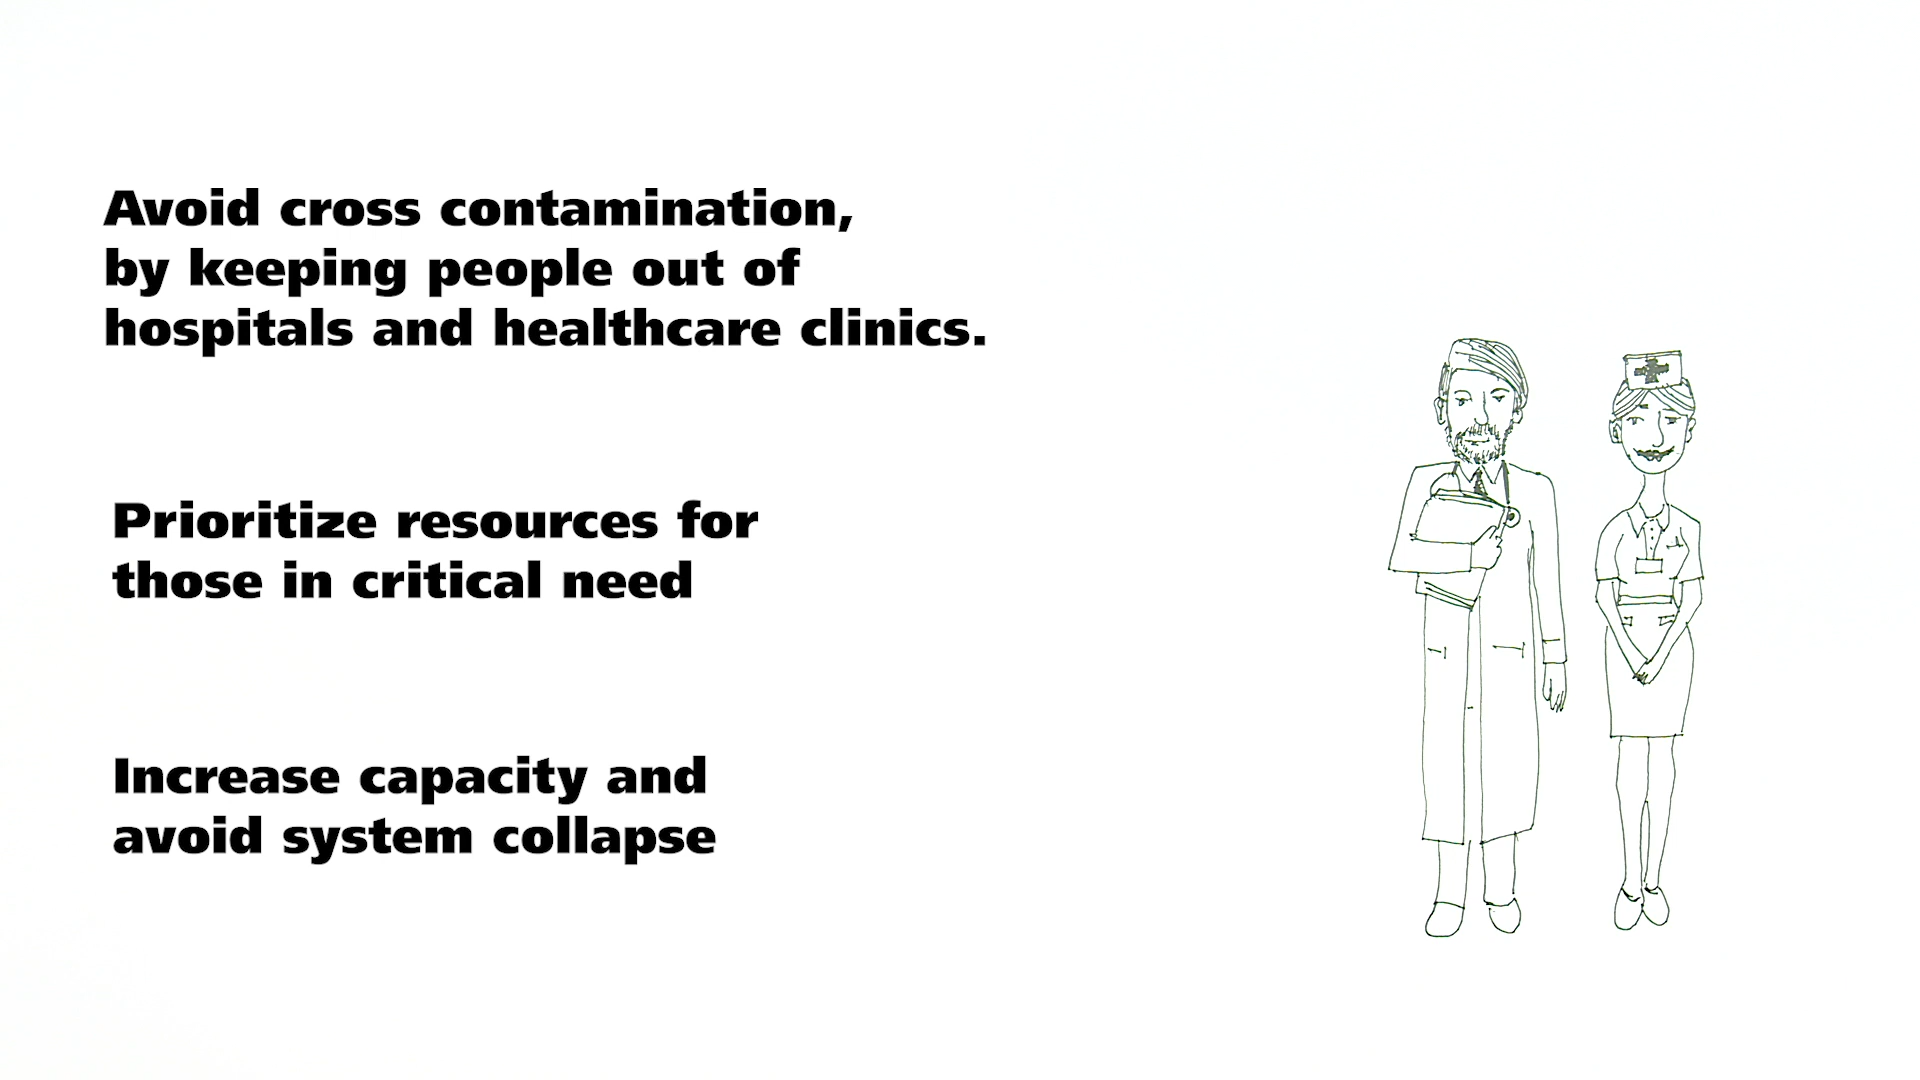 Avoid cross contamination,
by keeping people out of
hospitals and healthcare clinics.
Prioritize resources for
those in critical need
Increase capacity and
avoid system collapse